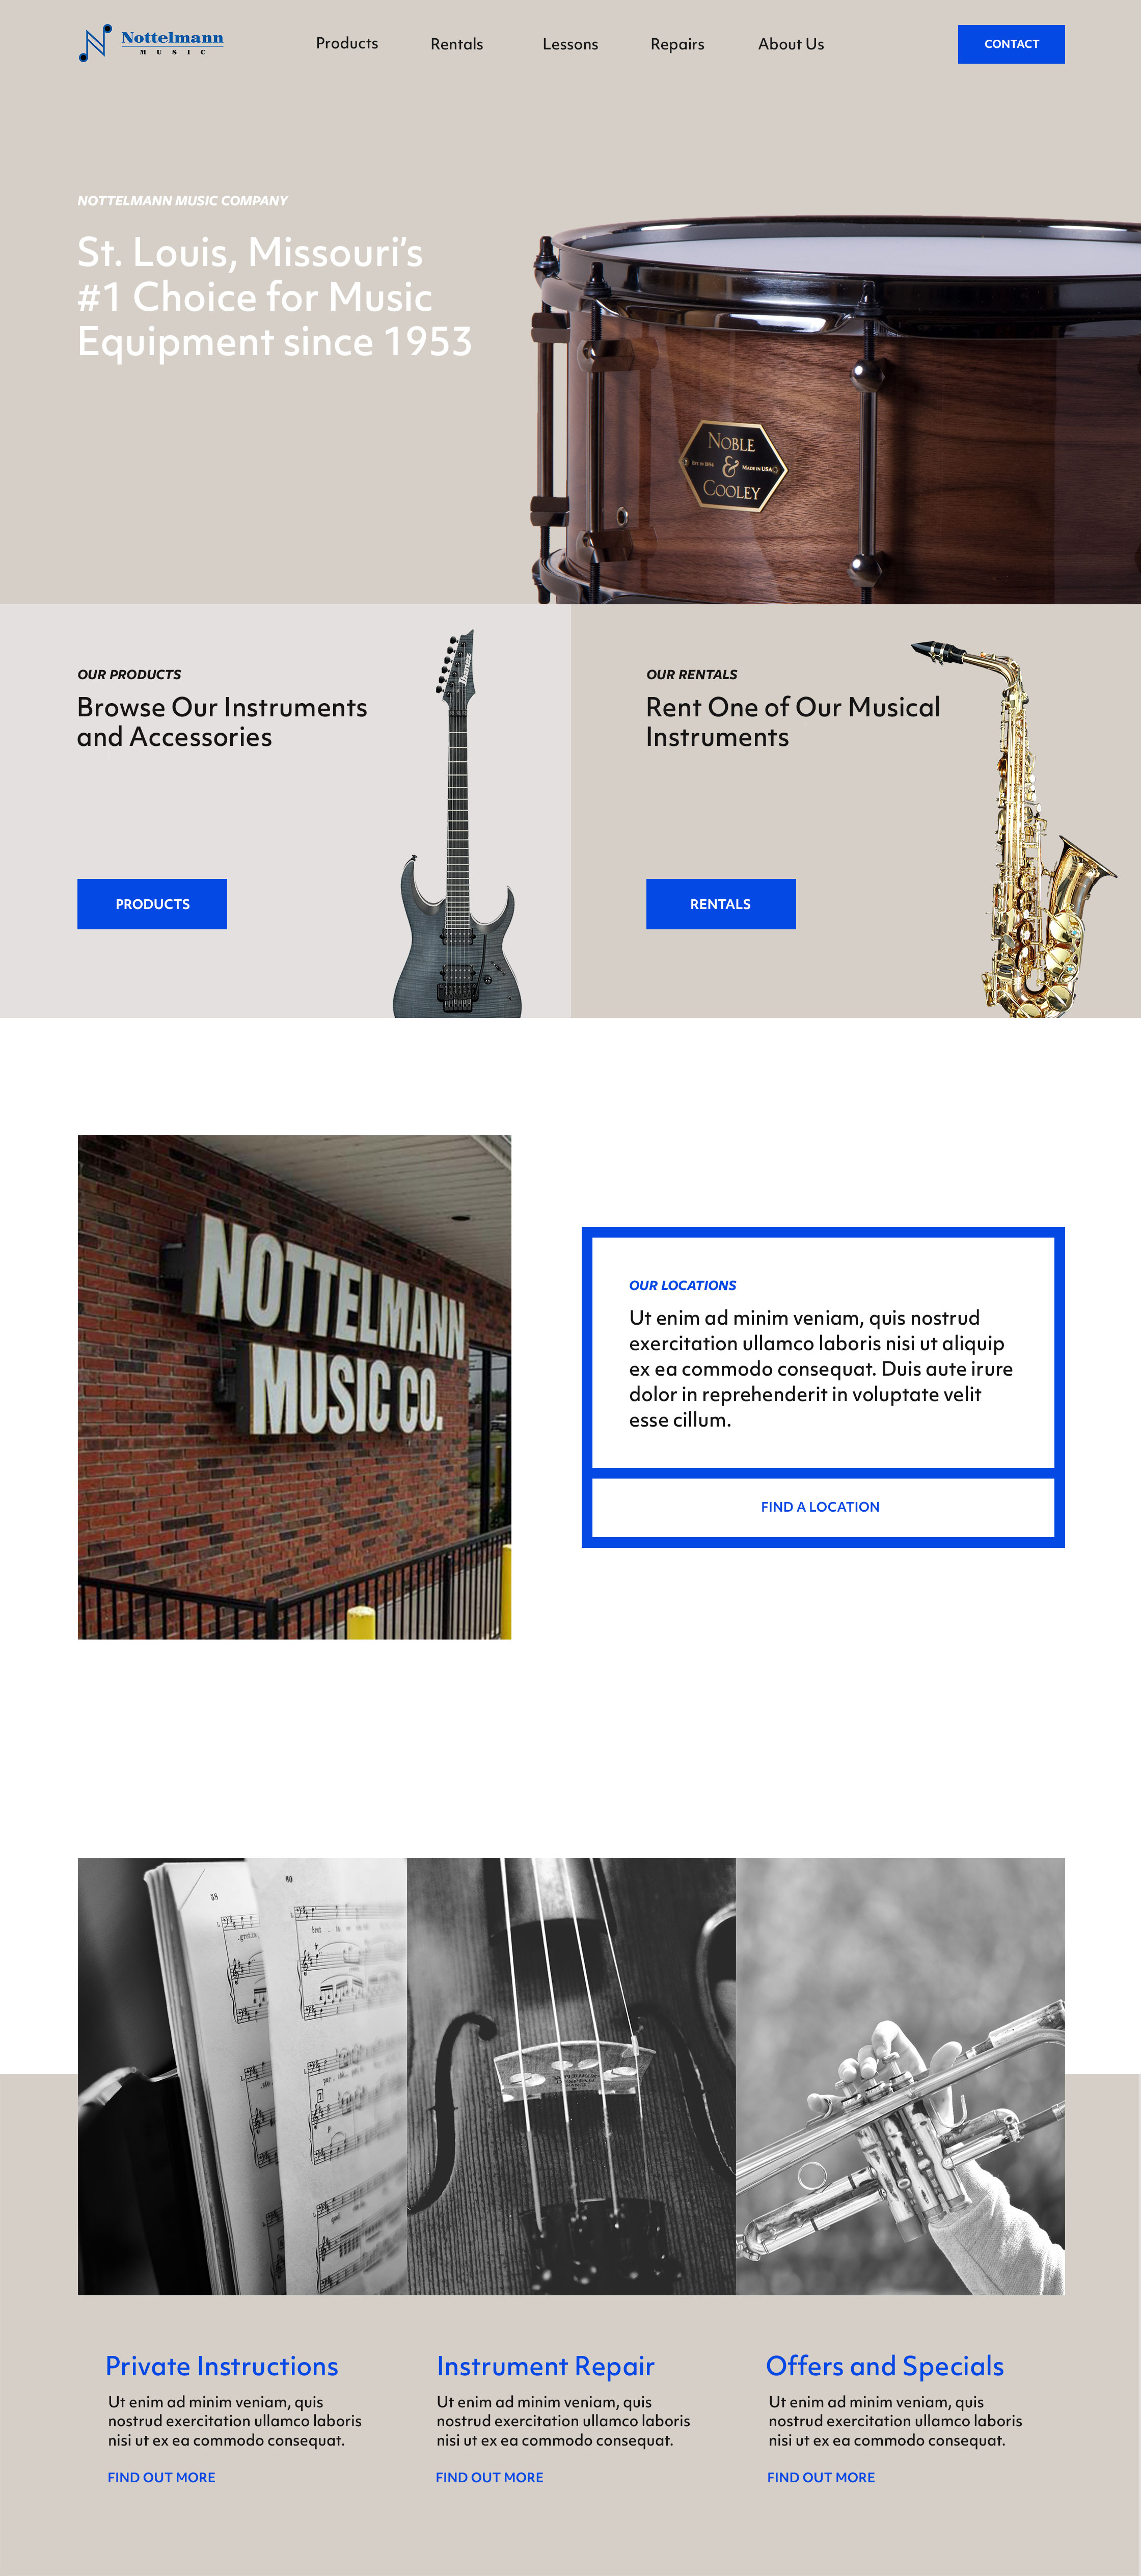 Nottelmann
MUSIC
Products
Rentals
Lessons
Repairs
About Us
CONTACT
NOTTELMANN MUSIC COMPANY
St. Louis, Missouri's
#1 Choice for Music
Equipment since 1953
NOBLE
EST. IN 1854
&
MADE IN USA
COOLEY
OUR PRODUCTS
Browse Our Instruments
and Accessories
Ibanez
PRODUCTS
OUR RENTALS
Rent One of Our Musical
Instruments
RENTALS
NOTTELMANN
MUSIC CO.
OUR LOCATIONS
Ut enim ad minim veniam, quis nostrud
exercitation ullamco laboris nisi ut aliquip
ex ea commodo consequat. Duis aute irure
dolor in reprehenderit in voluptate velit
esse cillum.
FIND A LOCATION
Private Instructions
Ut enim ad minim veniam, quis
nostrud exercitation ullamco laboris
nisi ut ex ea commodo consequat.
FIND OUT MORE
Instrument Repair
Ut enim ad minim veniam, quis
nostrud exercitation ullamco laboris
nisi ut ex ea commodo consequat.
FIND OUT MORE
Offers and Specials
Ut enim ad minim veniam, quis
nostrud exercitation ullamco laboris
nisi ut ex ea commodo consequat.
FIND OUT MORE